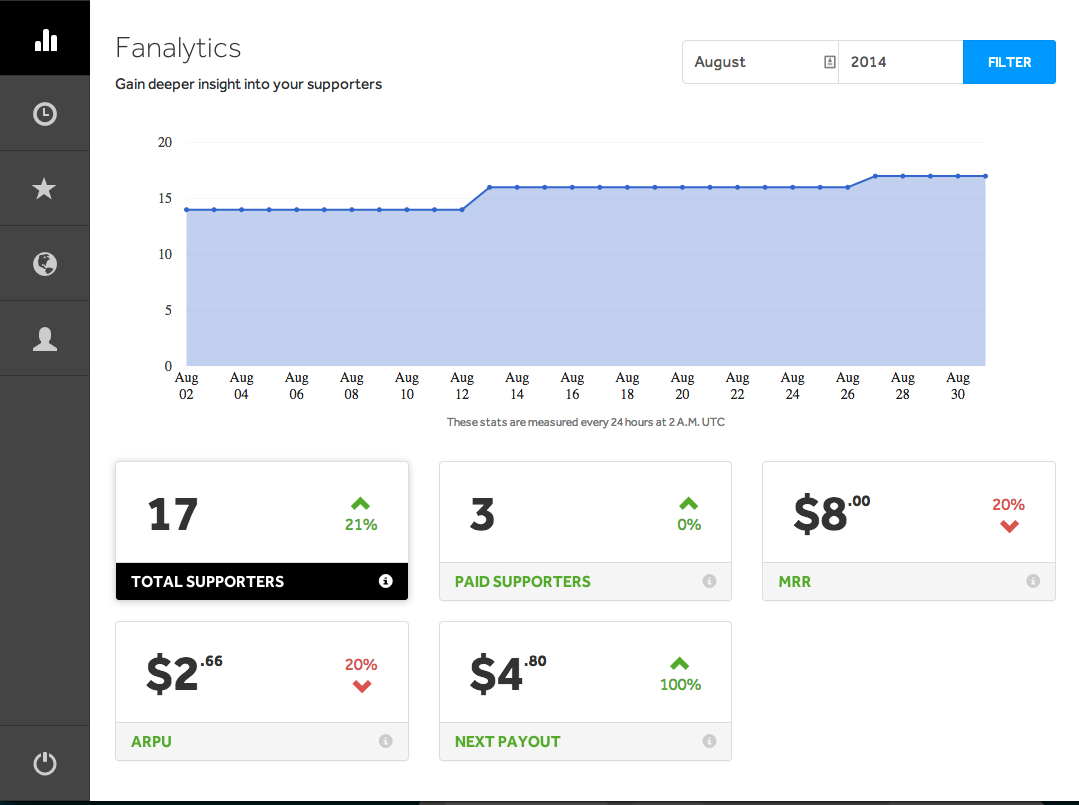 Fanalytics
Gain deeper insight into your supporters
August 2014 FILTER
20
15
10
5
0
Aug Aug Aug Aug Aug Aug Aug Aug Aug Aug Aug Aug Aug Aug Aug
02 04 06 08 10 12 14 16 18 20 22 24 26 28 30
These stats are measured every 24 hours at 2 A.M. UTC
17 21% 3 0% $8.00 20%
TOTAL SUPPORTERS PAID SUPPORTERS MRR
$2.66 20% $4.80 100%
ARPU NEXT PAYOUT